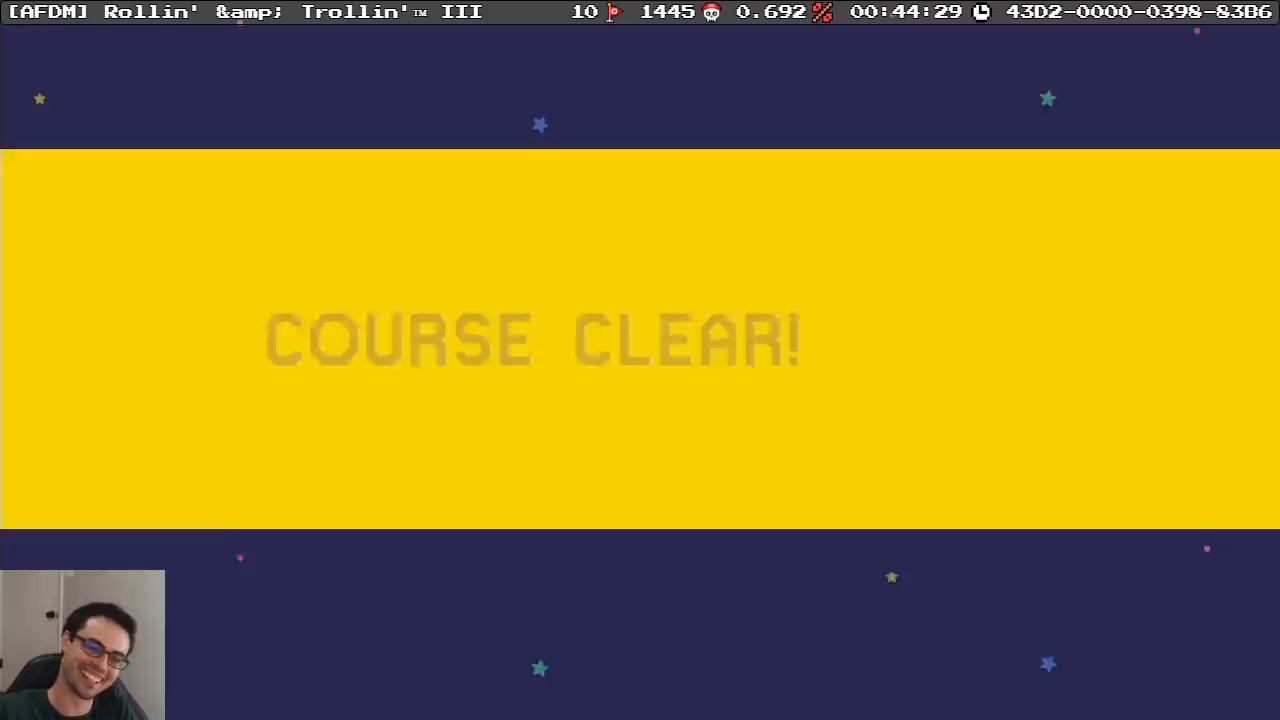 [AFDM] Rollin' &amp; Trollin'™ III 10 1445 0.692 % 00:44:29 43D2-0000-0398-83B6
COURSE CLEAR!